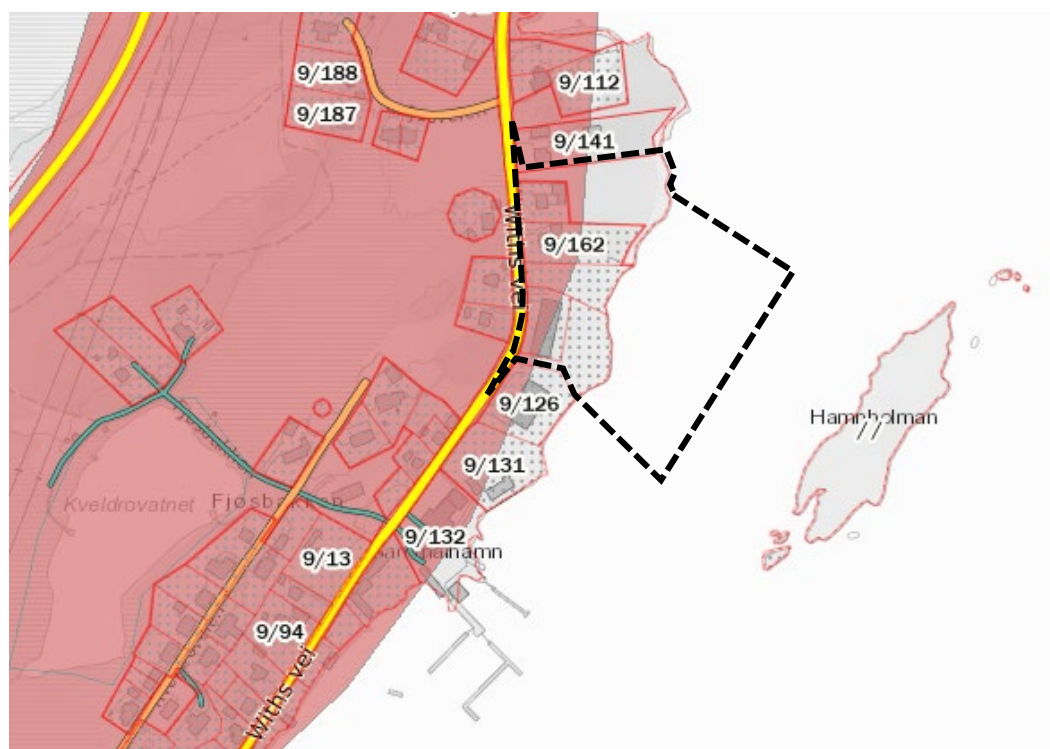 9/188
9/112
9/187
9/141
Withs vei
9/162
9/126
Hamnholman
9/131
Kveldrovatnet
Fjøsbakken
9/132
9/13
9/94
Withs vei